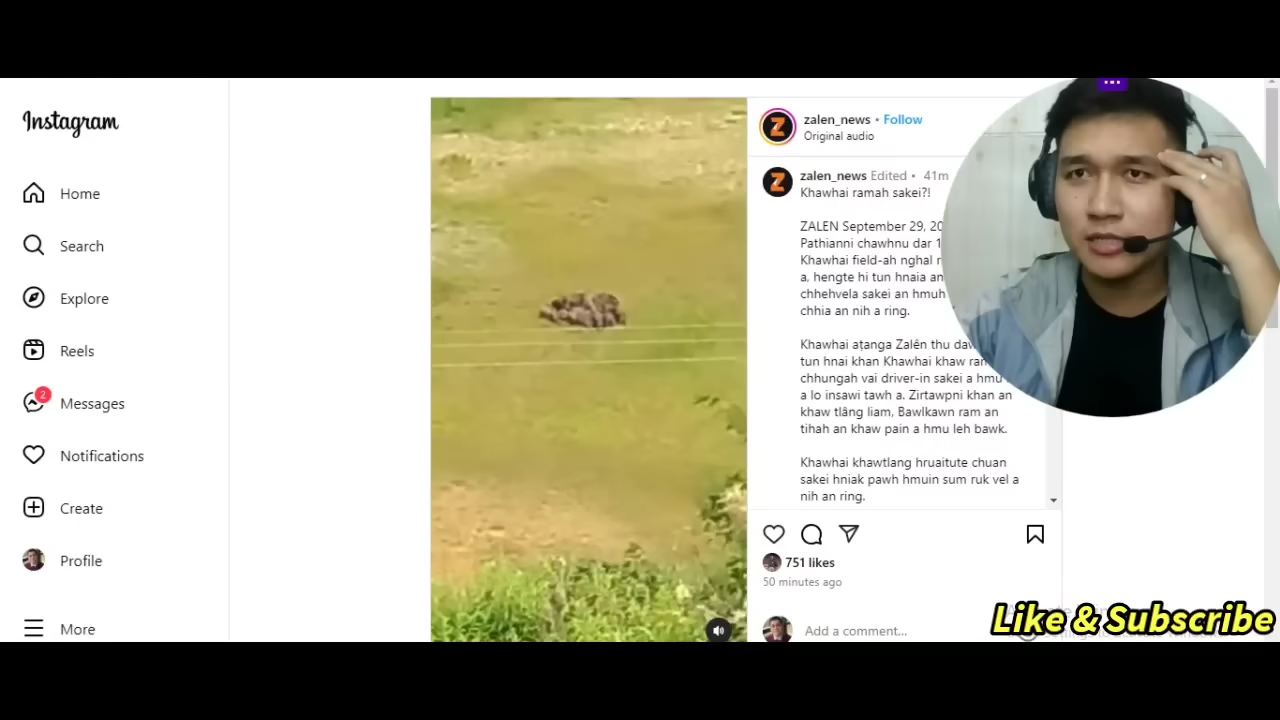 Instagram
Home
Search
Explore
Reels
2
Messages
Notifications
Create
Profile
More
zalen_news • Follow
Original audio
zalen_news Edited • 41m
Khawhai ramah sakei?!
ZALEN September 29, 20
Pathianni chawhnu dar 1
Khawhai field-ah nghal
a, hengte hi tun hnaia an
chhehvela sakei an hmuh
chhia an nih a ring.
Khawhai aṭanga Zalên thu
tun hnai khan Khawhai khaw
chhungah vai driver-in sakei a hmu
a lo insawi tawh a. Zirtawpni khan an
khaw tlâng liam, Bawlkawn ram an
tihah an khaw pain a hmu leh bawk.
Khawhai khawtlang hruaitute chuan
sakei hniak pawh hmuin sum ruk vel a
nih an ring.
751 likes
50 minutes ago
Add a comment...
Like & Subscribe